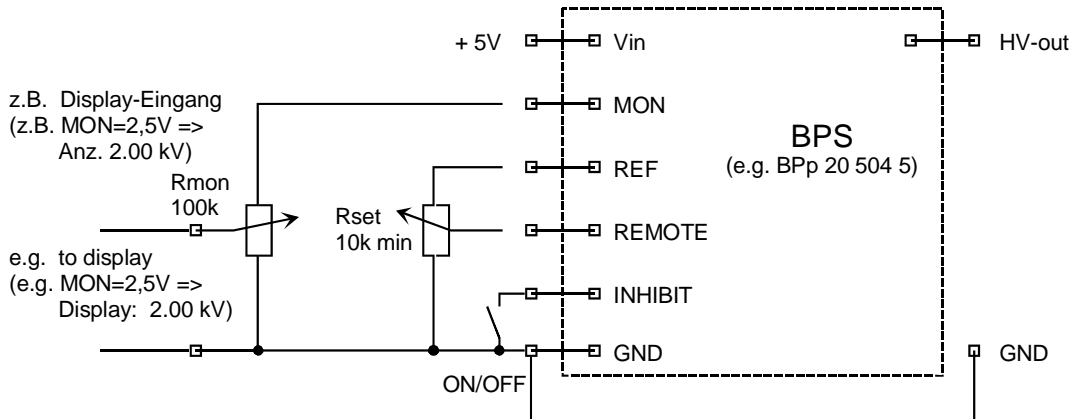 + 5V
Vin
HV-out
z.B. Display-Eingang
(z.B. MON=2,5V =>
Anz. 2.00 kV)
MON
BPS
(e.g. BPp 20 504 5)
REF
Rmon
100k
Rset
10k min
REMOTE
e.g. to display
(e.g. MON=2,5V =>
Display: 2.00 kV)
INHIBIT
GND
GND
ON/OFF